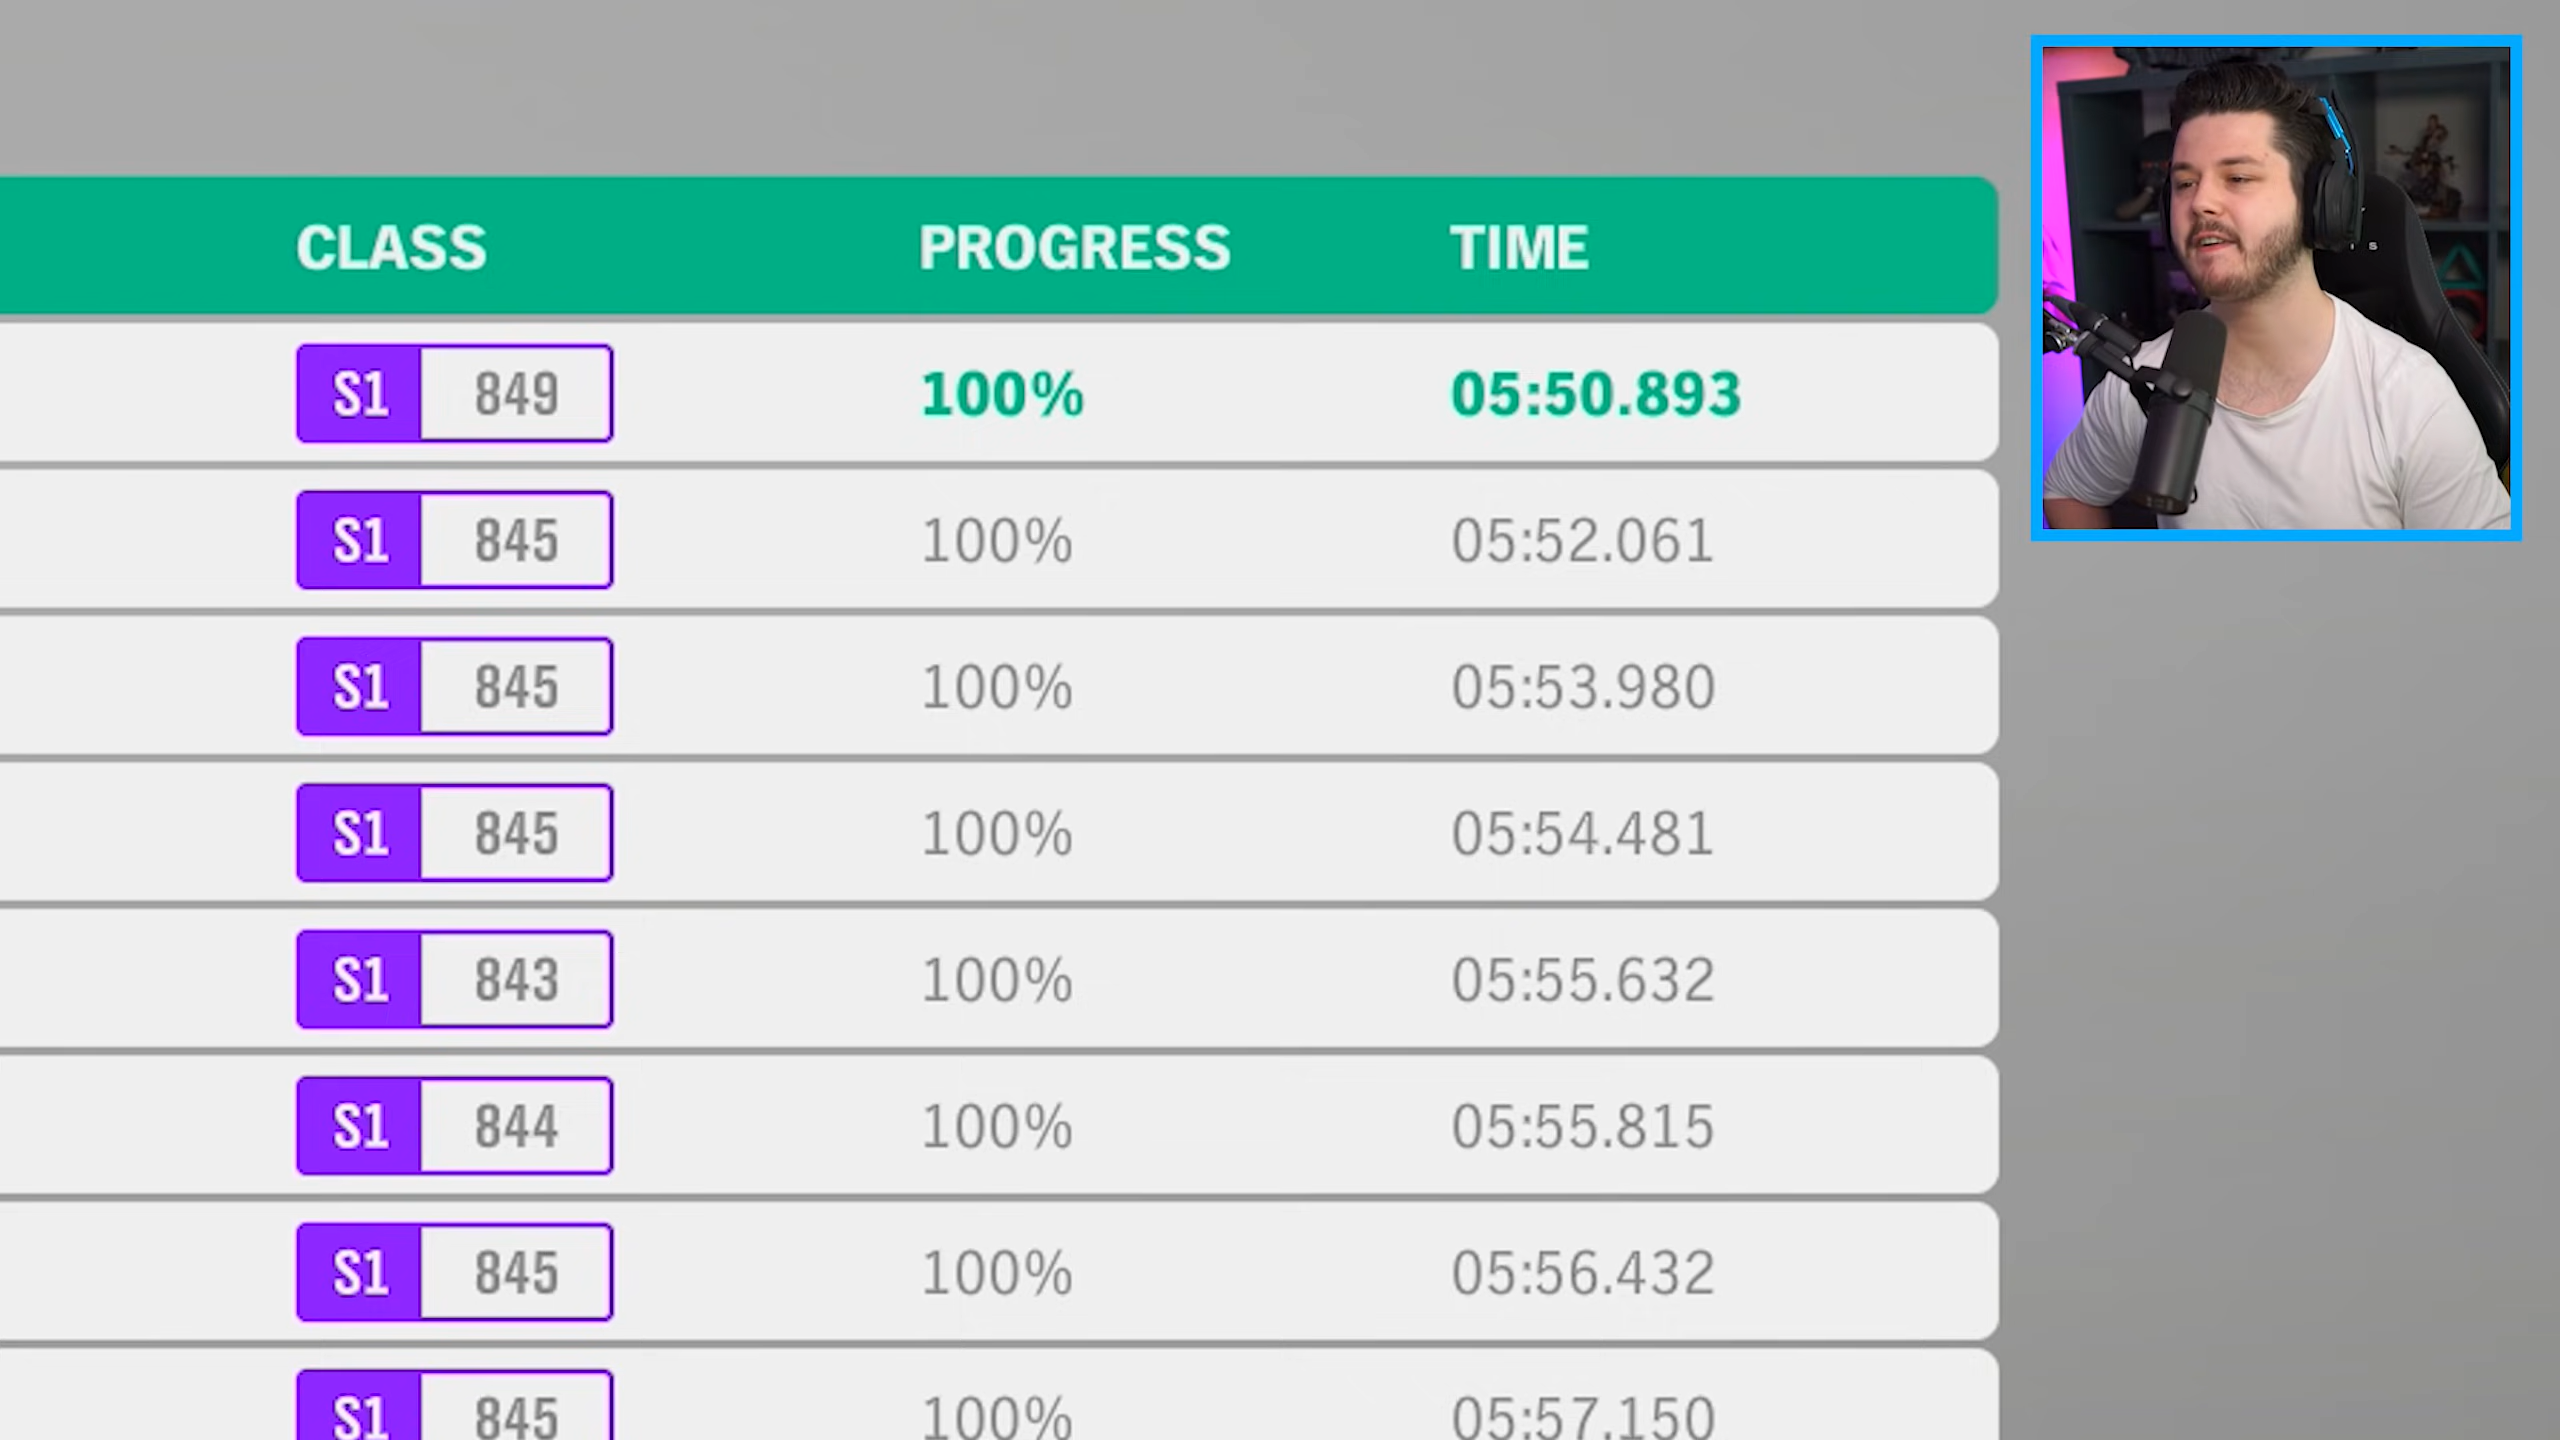 CLASS PROGRESS TIME
S1 849 100% 05:50.893
S1 845 100% 05:52.061
S1 845 100% 05:53.980
S1 845 100% 05:54.481
S1 843 100% 05:55.632
S1 844 100% 05:55.815
S1 845 100% 05:56.432
S1 845 100% 05:57.150